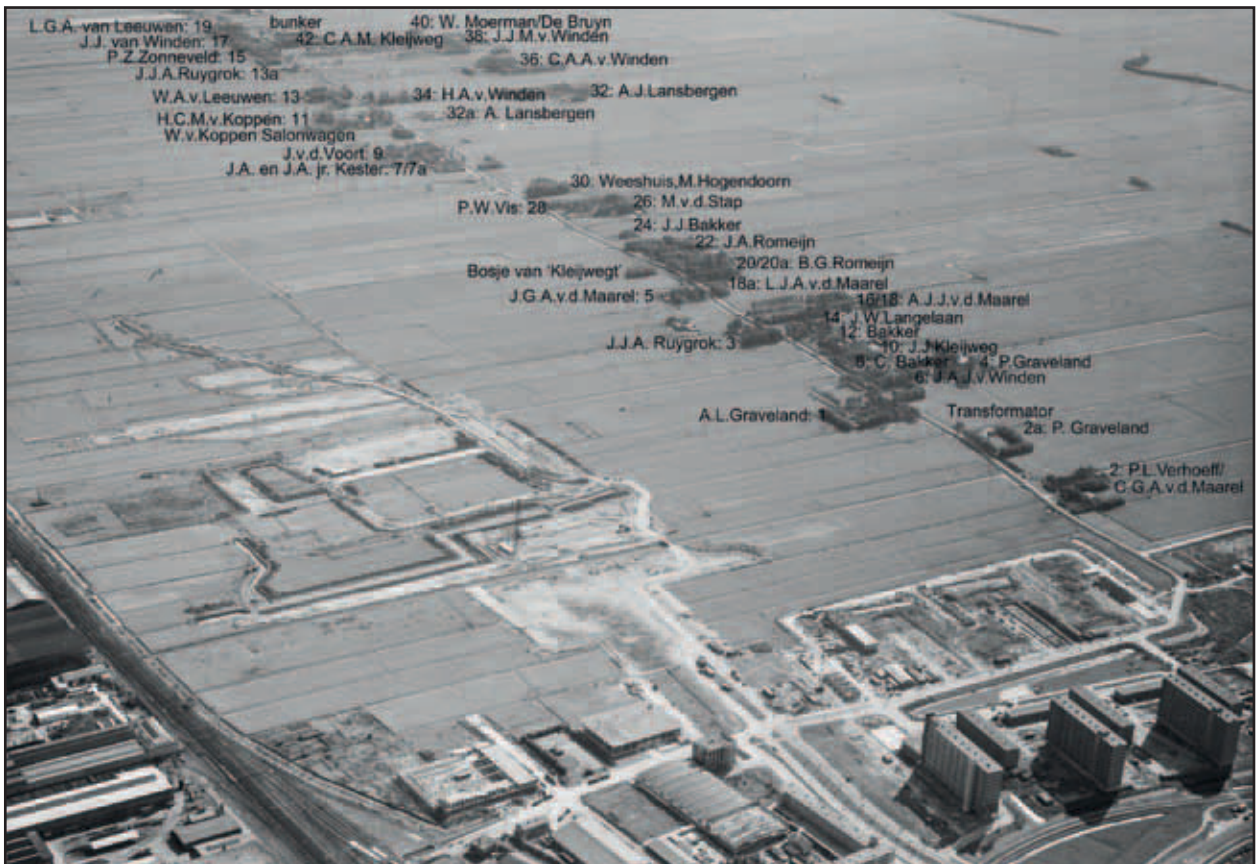 L.G.A. van Leeuwen: 19
bunker
40: W. Moerman/De Bruyn
J.J. van Winden: 17
42: C.A.M. Kleijweg
38: J.J.M.v.Winden
P.Z.Zonneveld: 15
36: C.A.A.v.Winden
J.J.A.Ruygrok: 13a
W.A.v.Leeuwen: 13
34: H.A.v.Winden
32: A.J.Lansbergen
H.C.M.v.Koppen: 11
32a: A. Lansbergen
W.v.Koppen Salonwagen
J.v.d.Voort: 9
J.A. en J.A. jr. Kester: 7/7a
30: Weeshuis,M.Hogendoorn
P.W.Vis: 28
26: M.v.d.Stap
24: J.J.Bakker
22: J.A.Romeijn
Bosje van 'Kleijwegt'
20/20a: B.G.Romeijn
18a: L.J.A.v.d.Maarel
J.G.A.v.d.Maarel: 5
16/18: A.J.J.v.d.Maarel
14: J.W.Langelaan
12: Bakker
J.J.A. Ruygrok: 3
10: J.J.Kleijweg
8: C. Bakker
4: P.Graveland
6: J.A.J.v.Winden
A.L.Graveland: 1
Transformator
2a: P. Graveland
2: P.L.Verhoeff/
C.G.A.v.d.Maarel